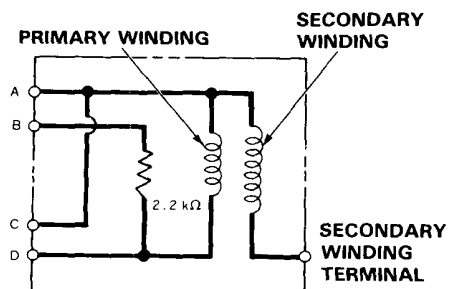 PRIMARY WINDING
SECONDARY
WINDING
A
B
2.2 kΩ
C
D
SECONDARY
WINDING
TERMINAL